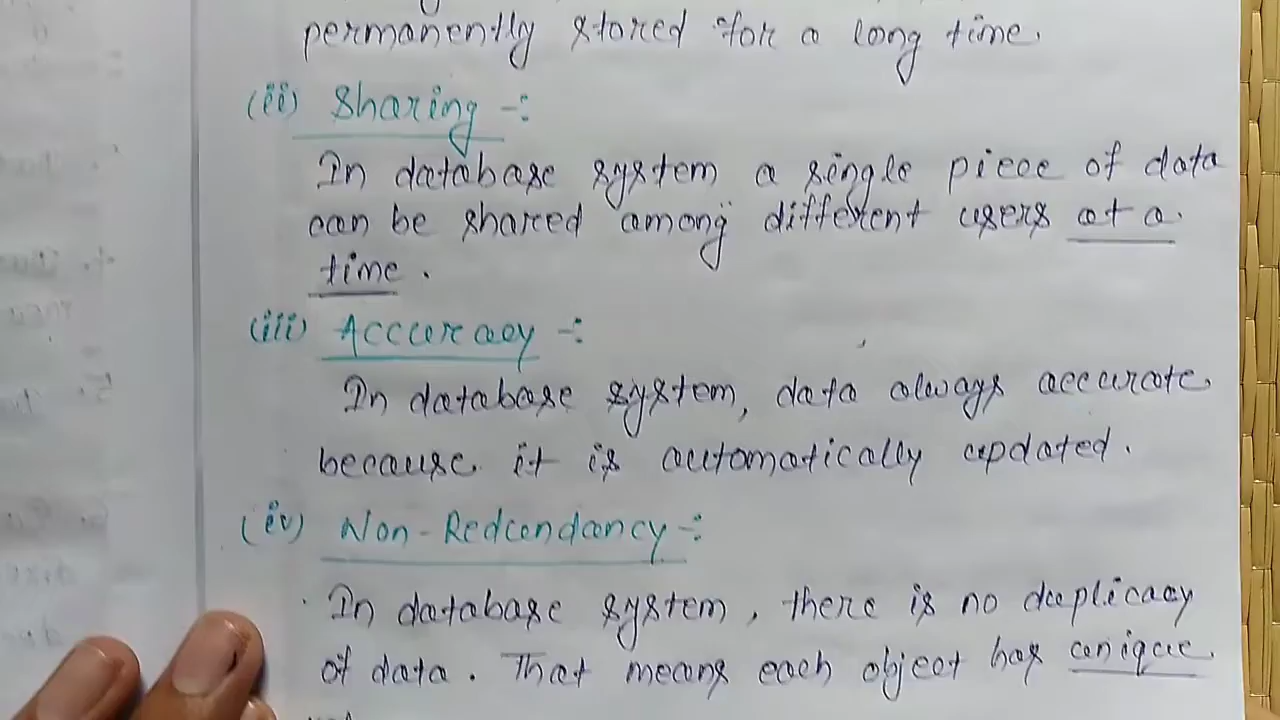 permanently stored for a long time.
(ii) Sharing -:
In database system a single piece of data
can be shared among different users at a
time.
(iii) Accuracy -:
In database system, data always accurate
because it is automatically updated.
(iv) Non-Redundancy -:
In database system, there is no duplicacy
of data. That means each object has unique